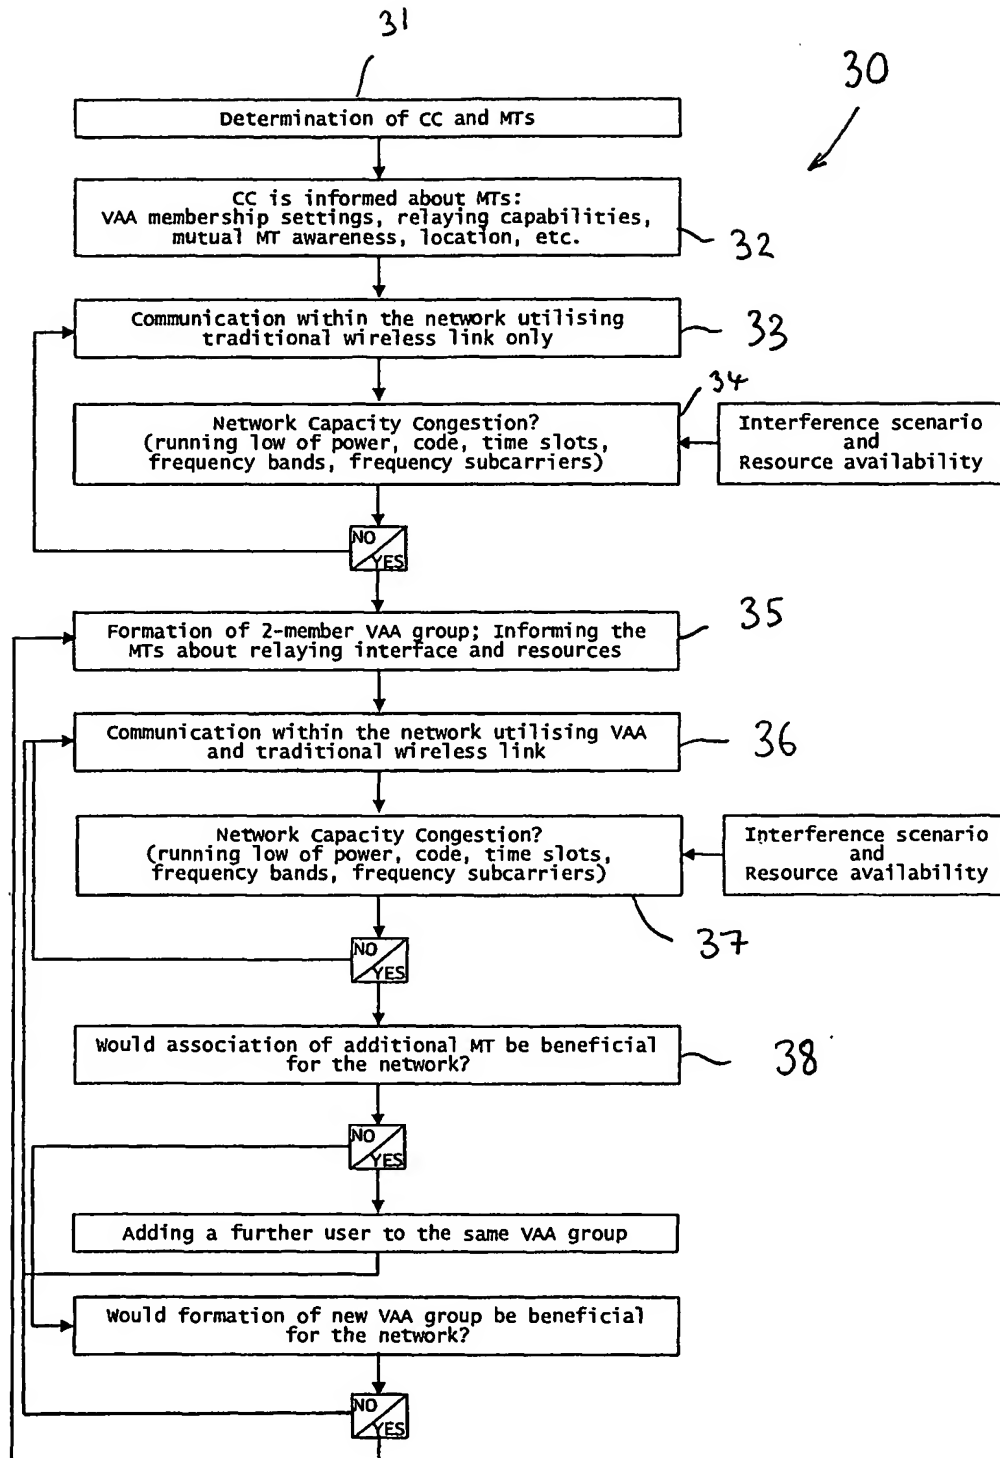 31
30
Determination of CC and MTs
CC is informed about MTs:
VAA membership settings, relaying capabilities,
mutual MT awareness, location, etc.
32
Communication within the network utilising
traditional wireless link only
33
34
Network Capacity Congestion?
(running low of power, code, time slots,
frequency bands, frequency subcarriers)
Interference scenario
and
Resource availability
NO
YES
35
Formation of 2-member VAA group; Informing the
MTs about relaying interface and resources
Communication within the network utilising VAA
and traditional wireless link
36
Network Capacity Congestion?
(running low of power, code, time slots,
frequency bands, frequency subcarriers)
Interference scenario
and
Resource availability
37
NO
YES
Would association of additional MT be beneficial
for the network?
38
NO
YES
Adding a further user to the same VAA group
Would formation of new VAA group be beneficial
for the network?
NO
YES